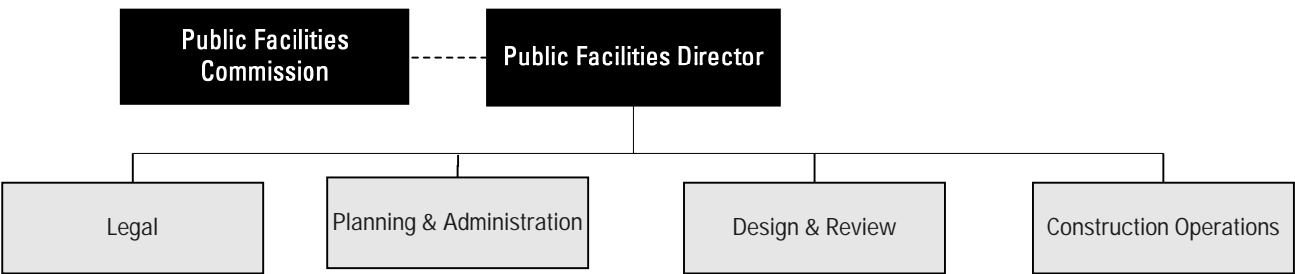 Public Facilities
Commission
Public Facilities Director
Legal
Planning & Administration
Design & Review
Construction Operations